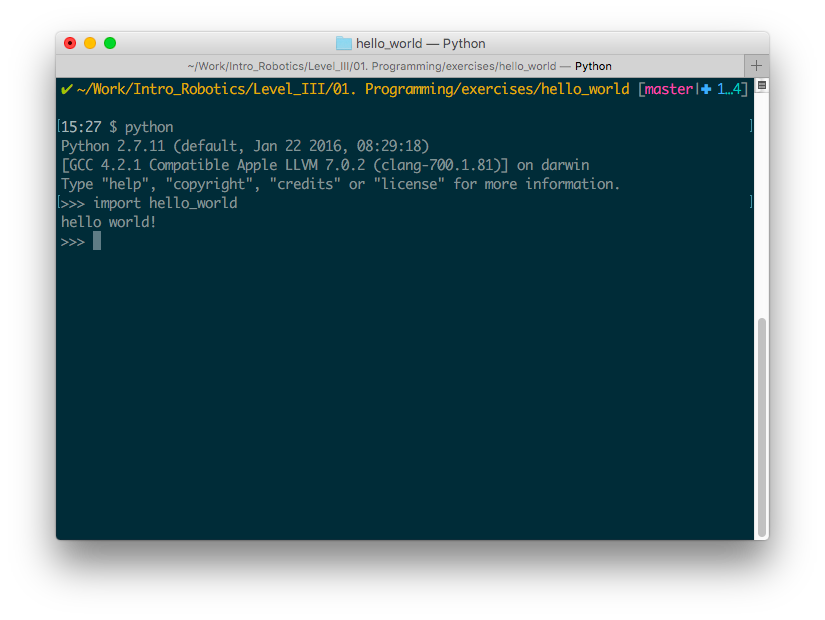 hello_world — Python
~/Work/Intro_Robotics/Level_III/01. Programming/exercises/hello_world — Python +
✔ ~/Work/Intro_Robotics/Level_III/01. Programming/exercises/hello_world [master|✚ 1…4]
[15:27 $ python ]
Python 2.7.11 (default, Jan 22 2016, 08:29:18)
[GCC 4.2.1 Compatible Apple LLVM 7.0.2 (clang-700.1.81)] on darwin
Type "help", "copyright", "credits" or "license" for more information.
[>>> import hello_world ]
hello world!
>>>